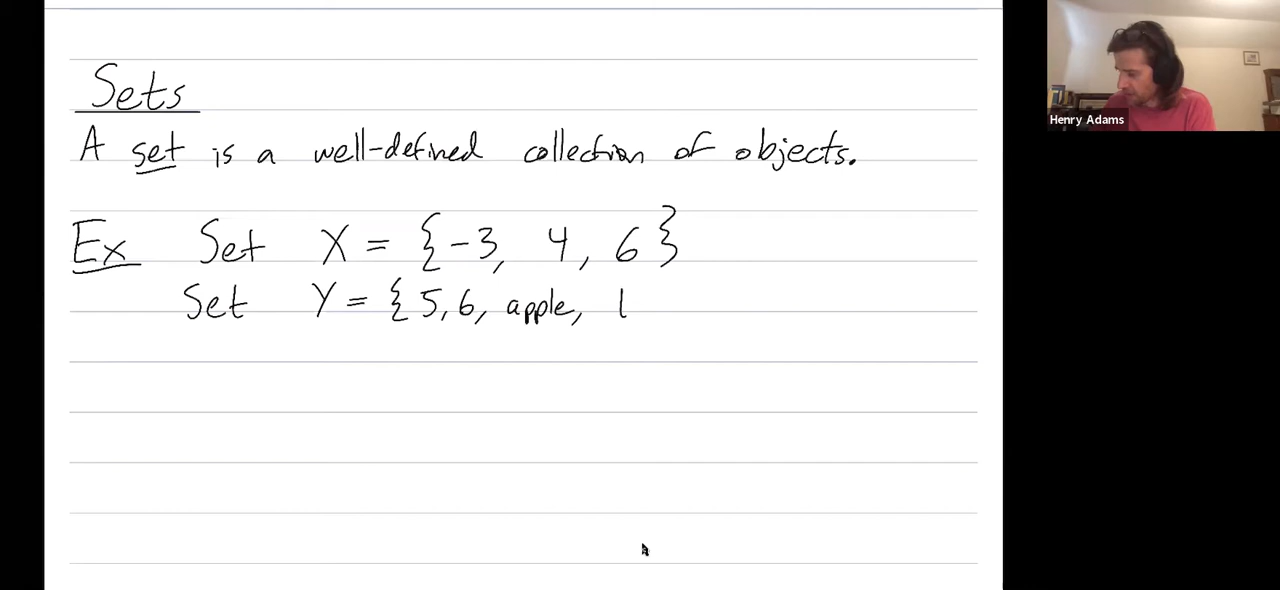 Sets
A set is a well-defined collection of objects.
Ex Set X = {-3, 4, 6}
Set Y = {5, 6, apple, l
Henry Adams